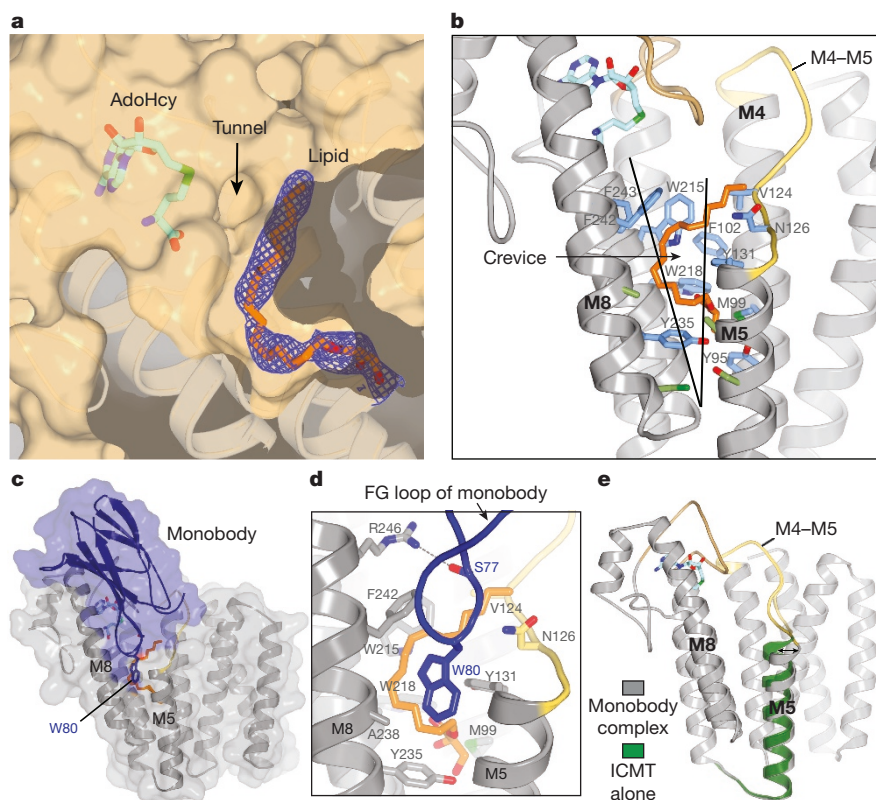 a
AdoHcy
Tunnel
Lipid
b
M4–M5
M4
F243
W215
V124
F242
F102
N126
Crevice
Y131
W218
M8
M99
Y235
M5
Y95
c
Monobody
M8
W80
M5
d
FG loop of monobody
R246
S77
F242
V124
N126
W215
W80
Y131
W218
M8
M99
A238
Y235
M5
e
M4–M5
M8
M5
Monobody
complex
ICMT
alone